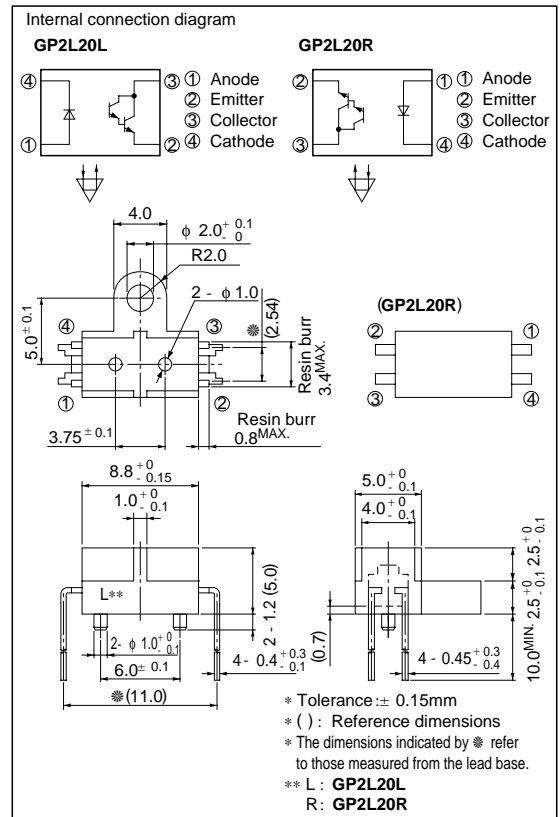 Internal connection diagram
GP2L20L
GP2L20R
④ ③ ① Anode
② Emitter
③ Collector
① ② ④ Cathode
② ① ① Anode
② Emitter
③ Collector
③ ④ ④ Cathode
4.0
φ 2.0 +0.1 -0
R2.0
2 - φ 1.0
❋ (2.54)
5.0 ± 0.1
④ ③
① ②
Resin burr
3.4MAX.
Resin burr
0.8MAX.
3.75 ± 0.1
(GP2L20R)
② ①
③ ④
8.8 +0 -0.15
1.0 +0 -0.1
L**
2 - 1.2 (5.0)
2- φ 1.0 +0 -0.1
6.0± 0.1
4 - 0.4 +0.3 -0.1
❋(11.0)
5.0 +0 -0.1
4.0 +0 -0.1
2.5 +0 -0.1
2.5 +0 -0.1
10.0MIN.
(0.7)
4 - 0.45 +0.3 -0.4
* Tolerance:± 0.15mm
* ( ) : Reference dimensions
* The dimensions indicated by ❋ refer
to those measured from the lead base.
** L : GP2L20L
R: GP2L20R